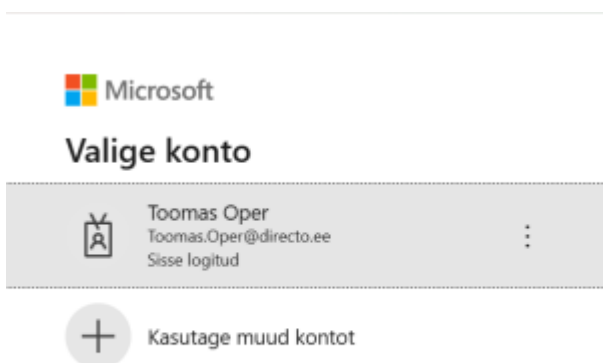 Microsoft
Valige konto
Toomas Oper
Toomas.Oper@directo.ee
Sisse logitud
Kasutage muud kontot